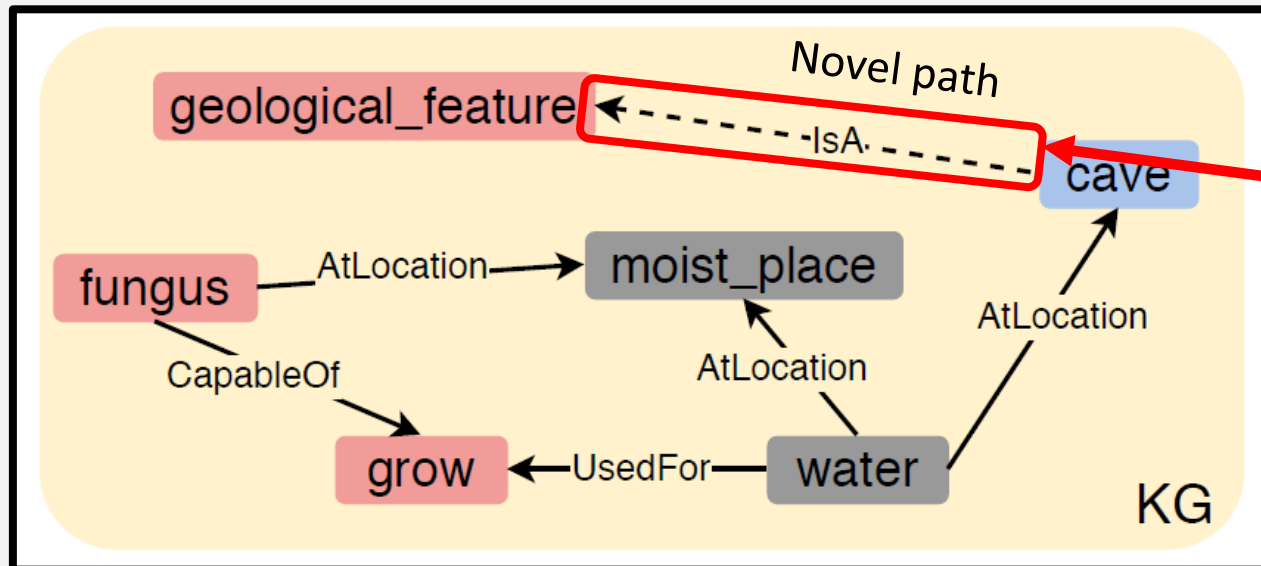 Novel path
geological_feature
IsA
cave
fungus
AtLocation
moist_place
AtLocation
CapableOf
AtLocation
grow
UsedFor
water
KG